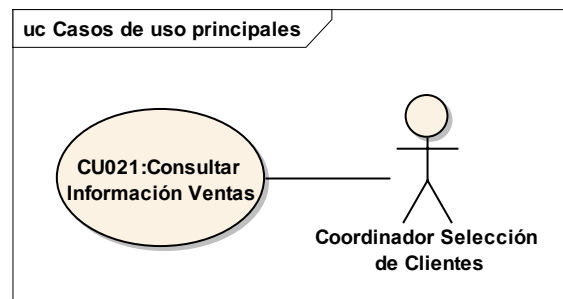 uc Casos de uso principales
CU021:Consultar
Información Ventas
Coordinador Selección
de Clientes